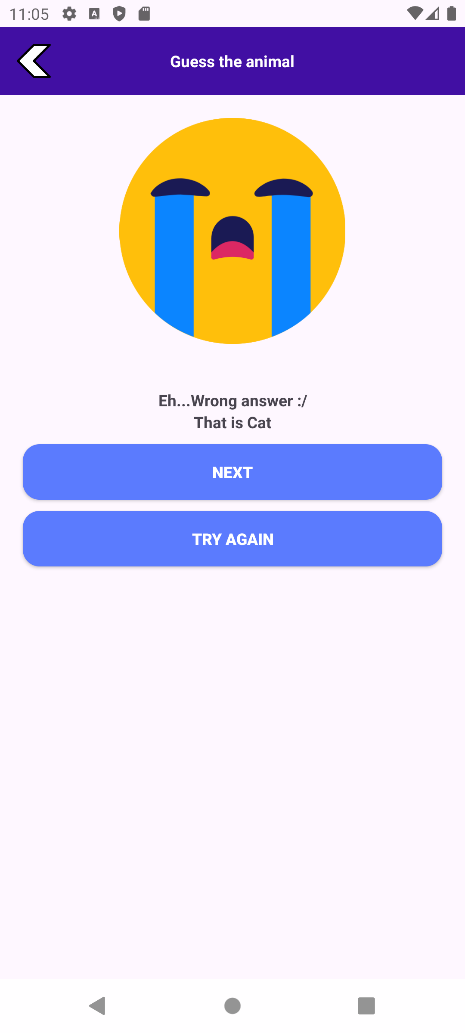 11:05
Guess the animal
Eh...Wrong answer :/
That is Cat
NEXT
TRY AGAIN